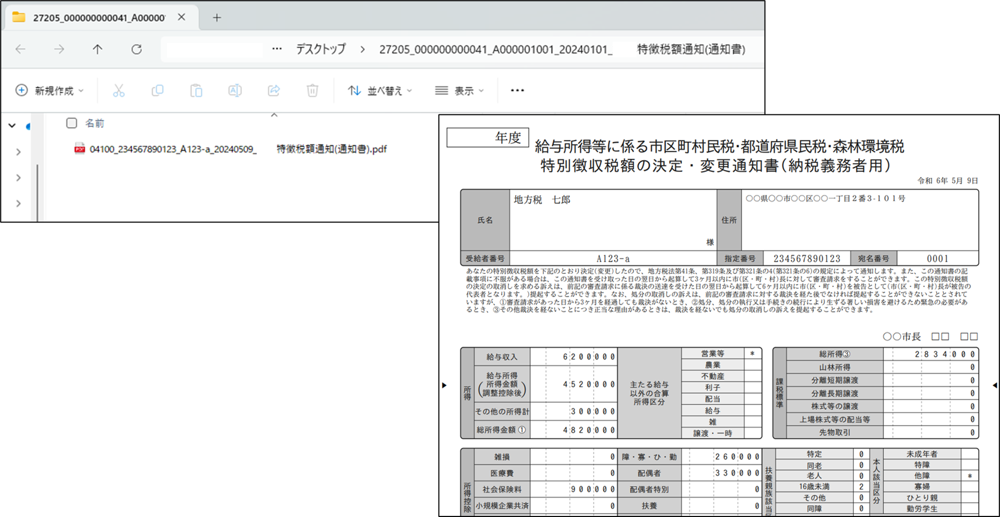 27205_000000000041_A00000
… デスクトップ > 27205_000000000041_A000001001_20240101_ 特徴税額通知(通知書)
新規作成 並べ替え 表示 …
名前
04100_234567890123_A123-a_20240509_ 特徴税額通知(通知書).pdf
年度
給与所得等に係る市区町村民税・都道府県民税・森林環境税
特別徴収税額の決定・変更通知書(納税義務者用)
令和 6年 5月 9日
氏名 地方税 七郎 様 住所 ○○県○○市○○区○○一丁目2番3-101号
受給者番号 A123-a 指定番号 234567890123 宛名番号 0001
あなたの特別徴収税額を下記のとおり決定(変更)したので、地方税法第41条、第319条及び第321条の4(第321条の6)の規定によって通知します。また、この通知書の記
載事項に不服がある場合は、この通知書を受け取った日の翌日から起算して3ヶ月以内に市(区・町・村)長に対して審査請求をすることができます。この特別徴収税額
の決定の取消しを求める訴えは、前記の審査請求に係る裁決の送達を受けた日の翌日から起算して6ヶ月以内に市(区・町・村)を被告として(市(区・町・村)長が被告の
代表者となります。)提起することができます。なお、処分の取消しの訴えは、前記の審査請求に対する裁決を経た後でなければ提起することができないこととされて
いますが、①審査請求があった日から3ヶ月を経過しても裁決がないとき、②処分、処分の執行又は手続きの続行により生ずる著しい損害を避けるため緊急の必要があ
るとき、③その他裁決を経ないことにつき正当な理由があるときは、裁決を経ないでも処分の取消しの訴えを提起することができます。
○○市長 □□ □□
所得
給与収入 6200000
給与所得
(所得金額
調整控除後) 4520000
その他の所得計 300000
総所得金額① 4820000
主たる給与
以外の合算
所得区分
営業等 *
農業
不動産
利子
配当
給与
雑
譲渡・一時
課税標準
総所得③ 2834000
山林所得 0
分離短期譲渡 0
分離長期譲渡 0
株式等の譲渡 0
上場株式等の配当等 0
先物取引 0
所得控除
雑損 0
医療費 0
社会保険料 900000
小規模企業共済 0
障・寡・ひ・勤 260000
配偶者 330000
配偶者特別 0
扶養 0
扶養親族該当区
特定 0
同老 0
老人 0
16歳未満 2
その他 0
同障 0
本人該当区分
未成年者
特障
他障 *
寡婦
ひとり親
勤労学生